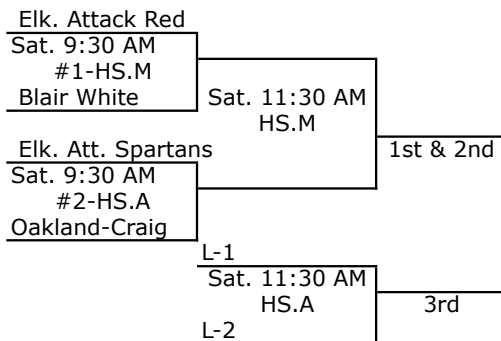 Elk. Attack Red
Sat. 9:30 AM
#1-HS.M
Blair White
Sat. 11:30 AM
HS.M
Elk. Att. Spartans
1st & 2nd
Sat. 9:30 AM
#2-HS.A
Oakland-Craig
L-1
Sat. 11:30 AM
HS.A
3rd
L-2